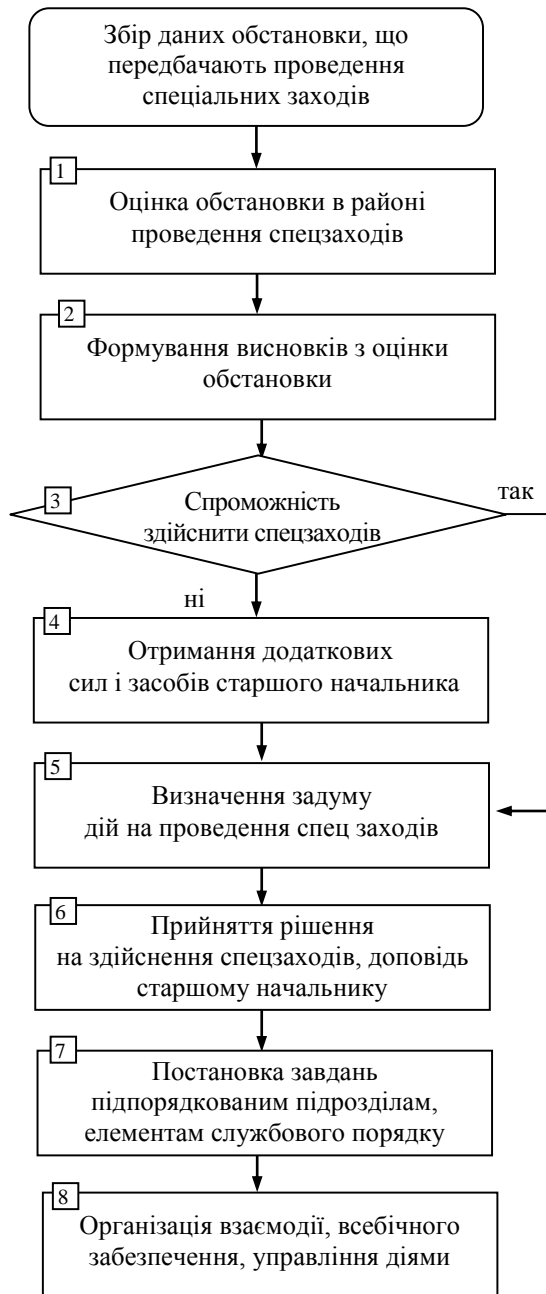 Збір даних обстановки, що
передбачають проведення
спеціальних заходів
1
Оцінка обстановки в районі
проведення спецзаходів
2
Формування висновків з оцінки
обстановки
3
Спроможність
здійснити спецзаходів
так
ні
4
Отримання додаткових
сил і засобів старшого начальника
5
Визначення задуму
дій на проведення спец заходів
6
Прийняття рішення
на здійснення спецзаходів, доповідь
старшому начальнику
7
Постановка завдань
підпорядкованим підрозділам,
елементам службового порядку
8
Організація взаємодії, всебічного
забезпечення, управління діями